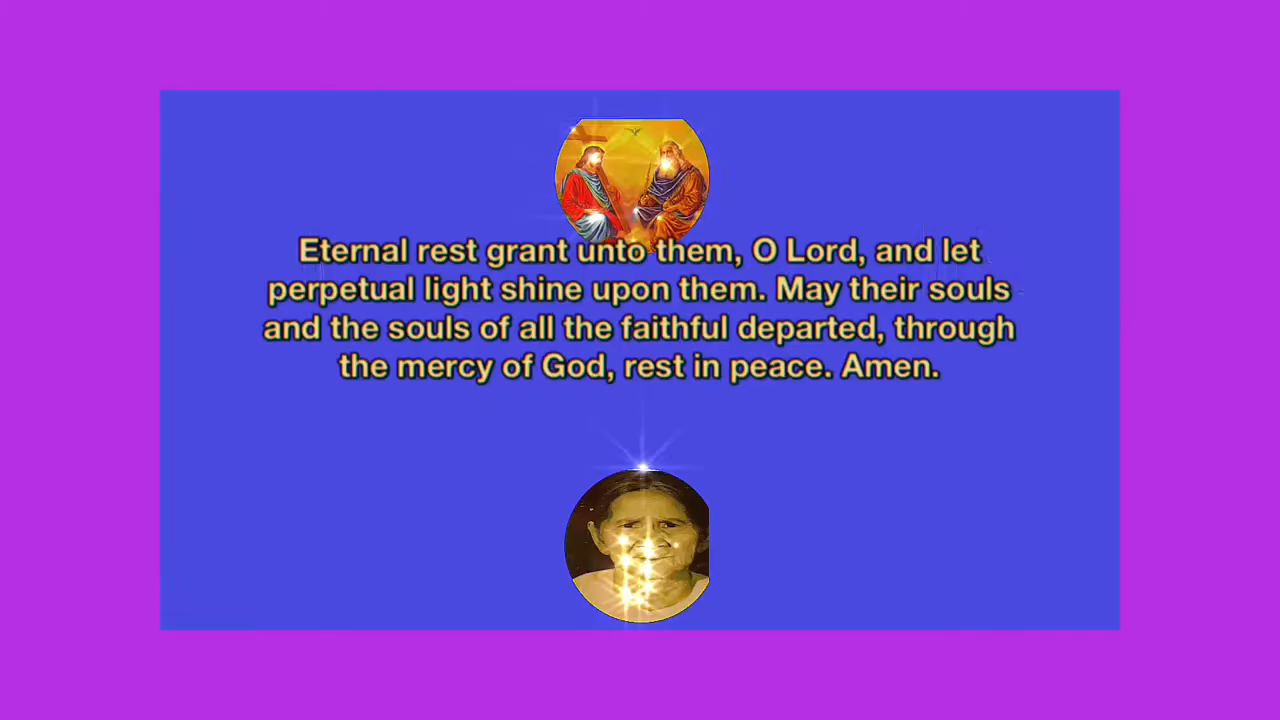 Eternal rest grant unto them, O Lord, and let
perpetual light shine upon them. May their souls
and the souls of all the faithful departed, through
the mercy of God, rest in peace. Amen.